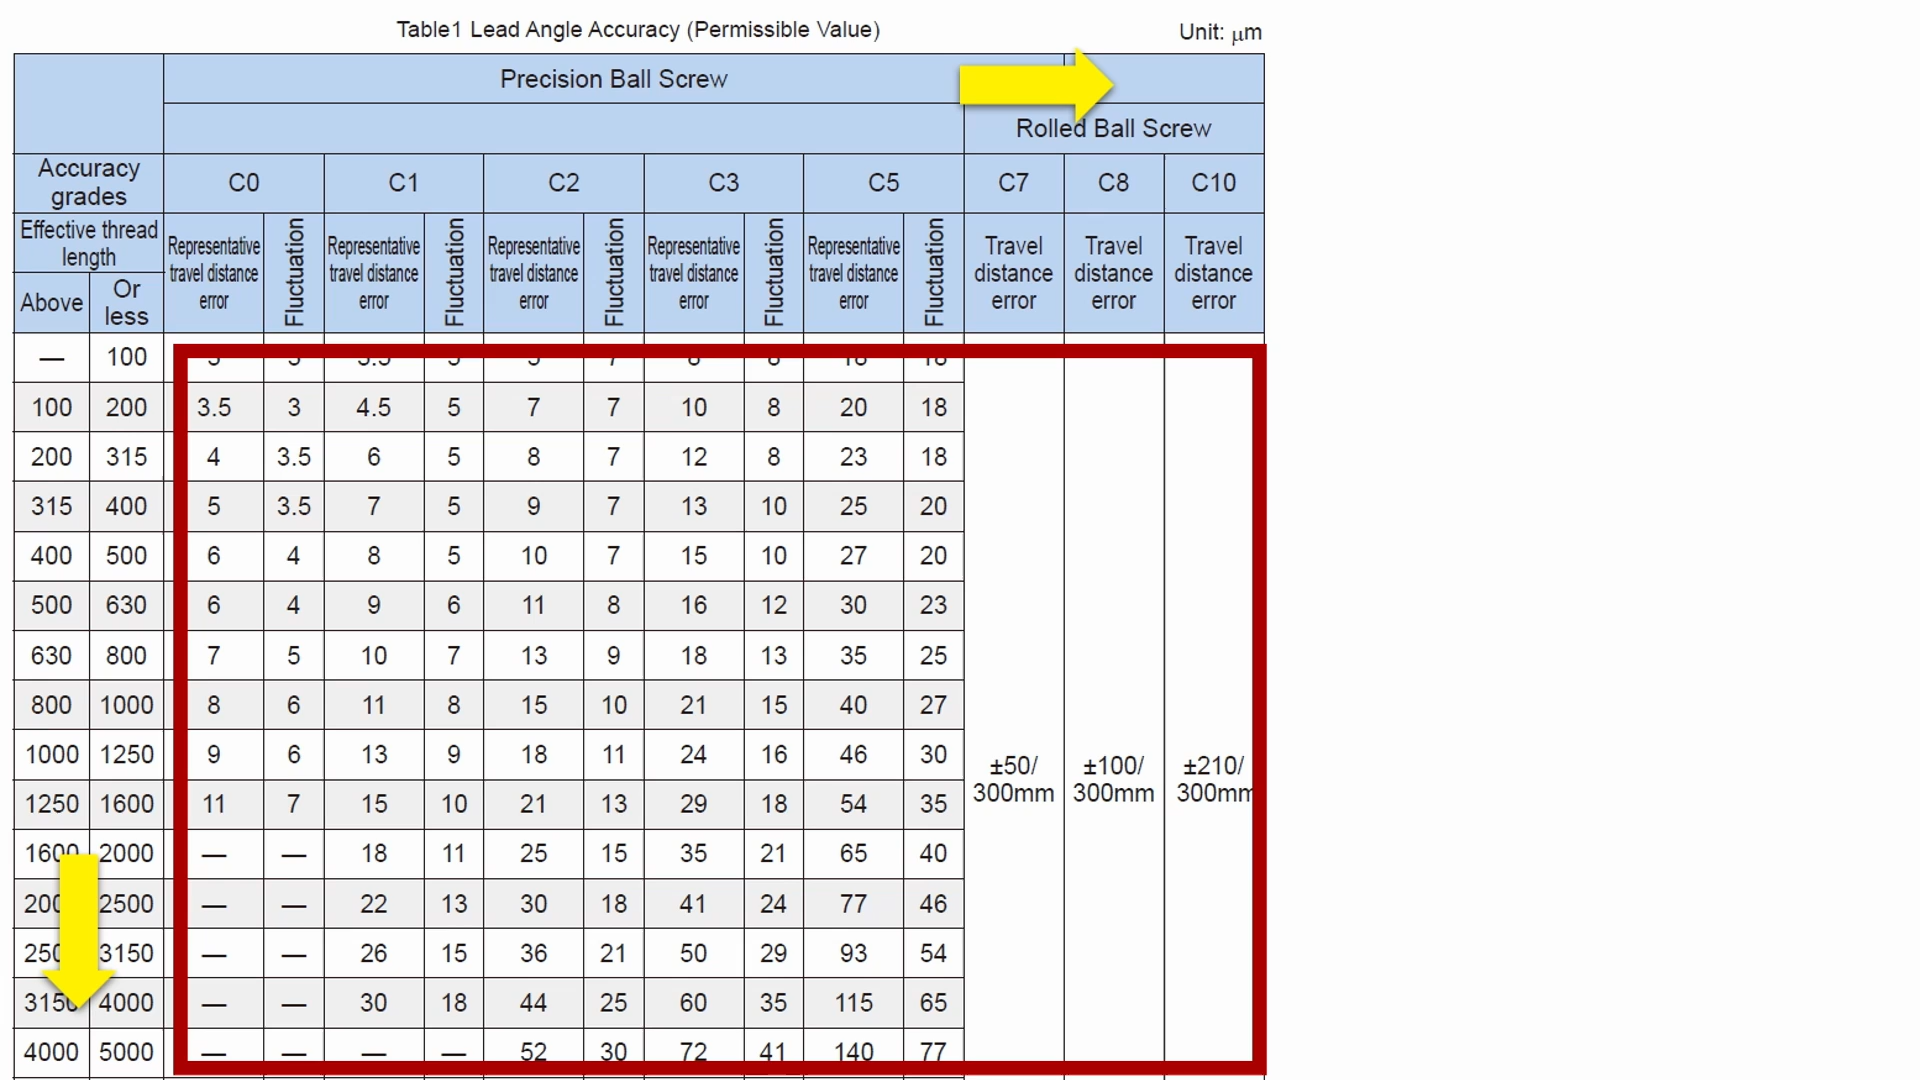 Table1 Lead Angle Accuracy (Permissible Value)
Unit: μm
Precision Ball Screw
Rolled Ball Screw
Accuracy grades C0 C1 C2 C3 C5 C7 C8 C10
Effective thread length
Above Or less
Representative travel distance error Fluctuation Representative travel distance error Fluctuation Representative travel distance error Fluctuation Representative travel distance error Fluctuation Representative travel distance error Fluctuation Travel distance error Travel distance error Travel distance error
— 100
100 200 3.5 3 4.5 5 7 7 10 8 20 18
200 315 4 3.5 6 5 8 7 12 8 23 18
315 400 5 3.5 7 5 9 7 13 10 25 20
400 500 6 4 8 5 10 7 15 10 27 20
500 630 6 4 9 6 11 8 16 12 30 23
630 800 7 5 10 7 13 9 18 13 35 25
800 1000 8 6 11 8 15 10 21 15 40 27
1000 1250 9 6 13 9 18 11 24 16 46 30
±50/300mm ±100/300mm ±210/300mm
1250 1600 11 7 15 10 21 13 29 18 54 35
1600 2000 — — 18 11 25 15 35 21 65 40
2500 — — 22 13 30 18 41 24 77 46
3150 — — 26 15 36 21 50 29 93 54
3150 4000 — — 30 18 44 25 60 35 115 65
4000 5000 — — — — 52 30 72 41 140 77